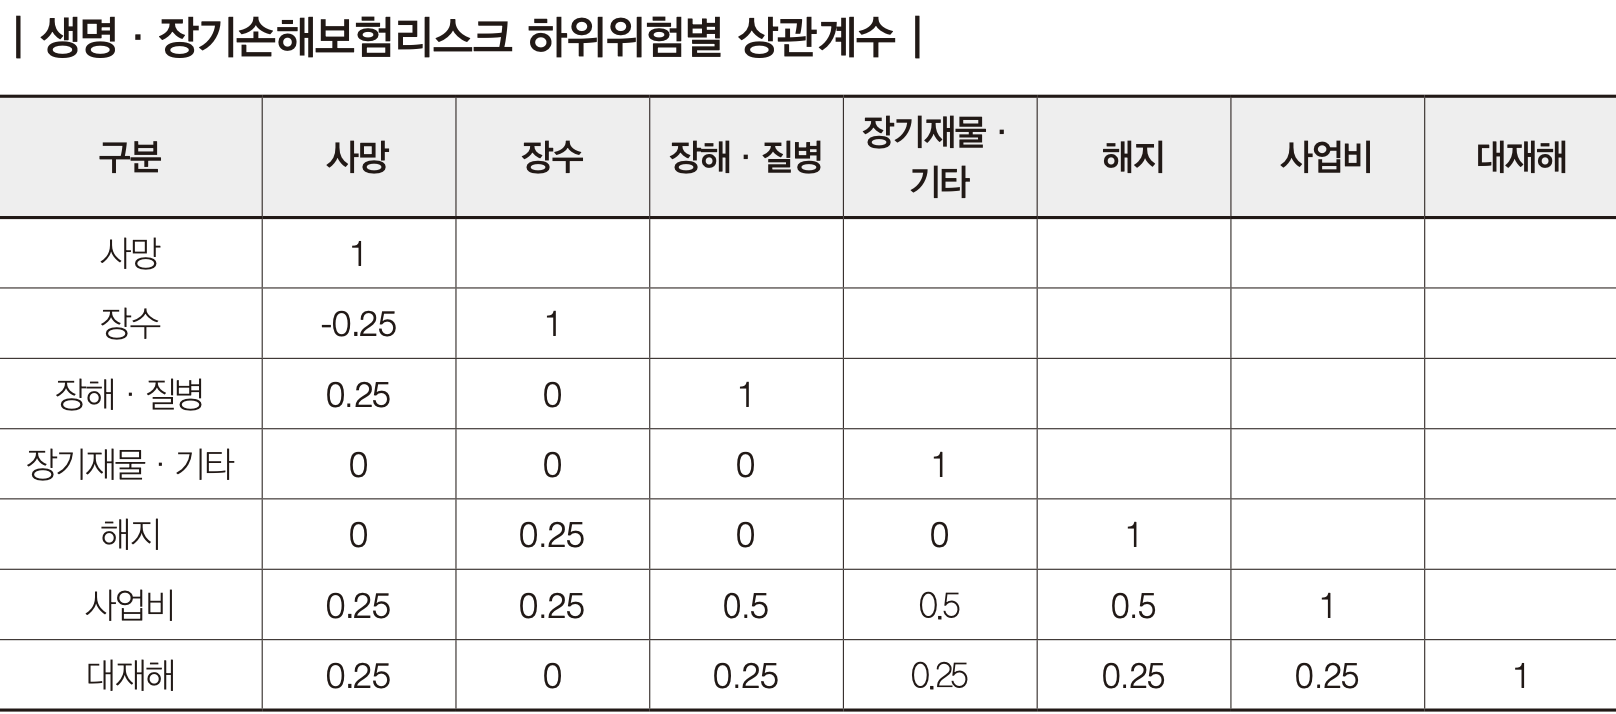 | 생명 · 장기손해보험리스크 하위위험별 상관계수 |
구분 사망 장수 장해 · 질병 장기재물 · 기타 해지 사업비 대재해
사망 1
장수 -0.25 1
장해 · 질병 0.25 0 1
장기재물 · 기타 0 0 0 1
해지 0 0.25 0 0 1
사업비 0.25 0.25 0.5 0.5 0.5 1
대재해 0.25 0 0.25 0.25 0.25 0.25 1